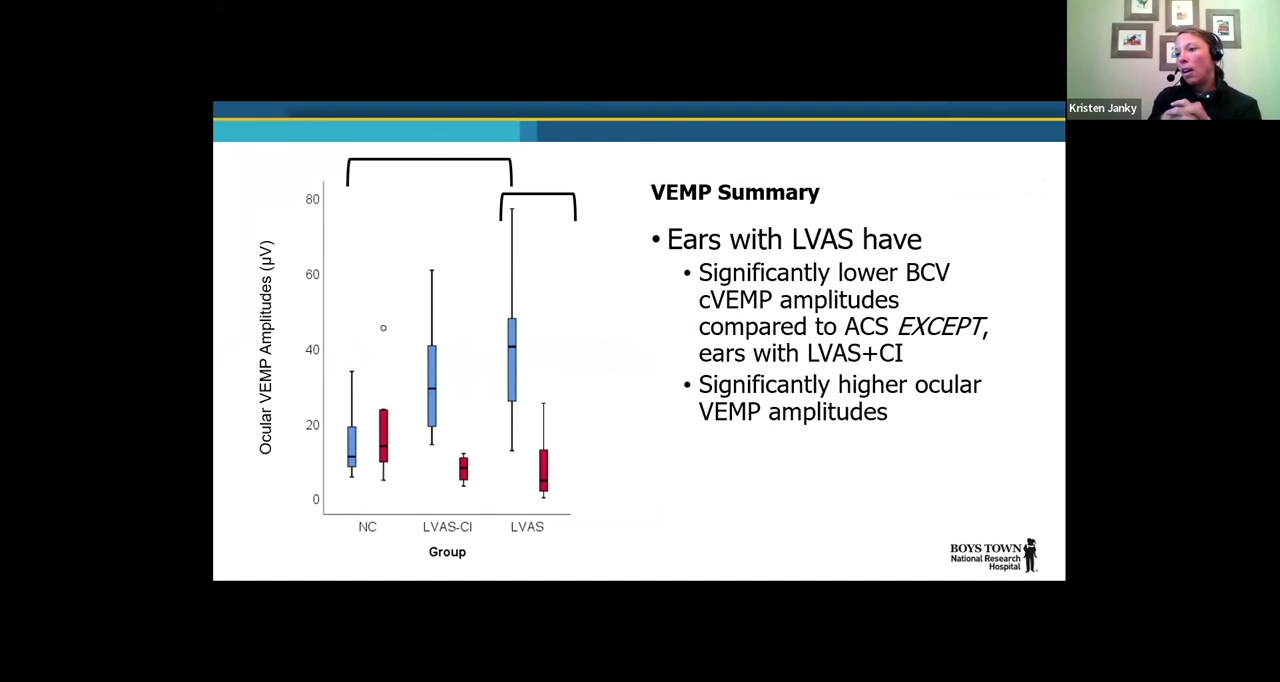 Kristen Janky
VEMP Summary
• Ears with LVAS have
• Significantly lower BCV
cVEMP amplitudes
compared to ACS EXCEPT,
ears with LVAS+CI
• Significantly higher ocular
VEMP amplitudes
Ocular VEMP Amplitudes (µV)
80
60
40
20
0
NC LVAS-CI LVAS
Group
BOYS TOWN
National Research
Hospital